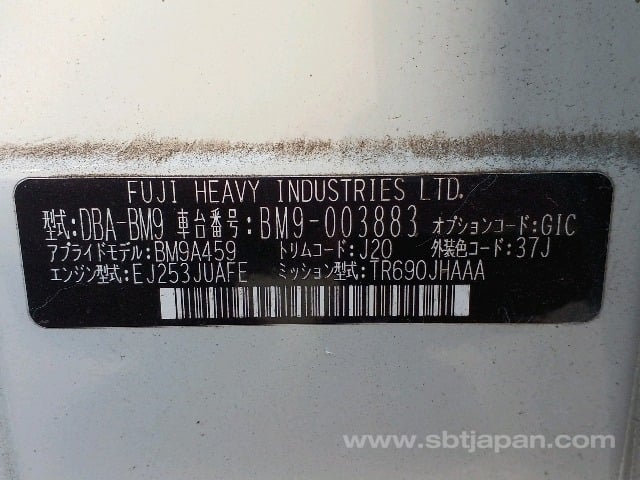 FUJI HEAVY INDUSTRIES LTD.
型式:DBA-BM9 車台番号:BM9-003883 オプションコード:GIC
アプライドモデル:BM9A459 トリムコード:J20 外装色コード:37J
エンジン型式:EJ253JUAFE ミッション型式:TR690JHAAA
www.sbtjapan.com